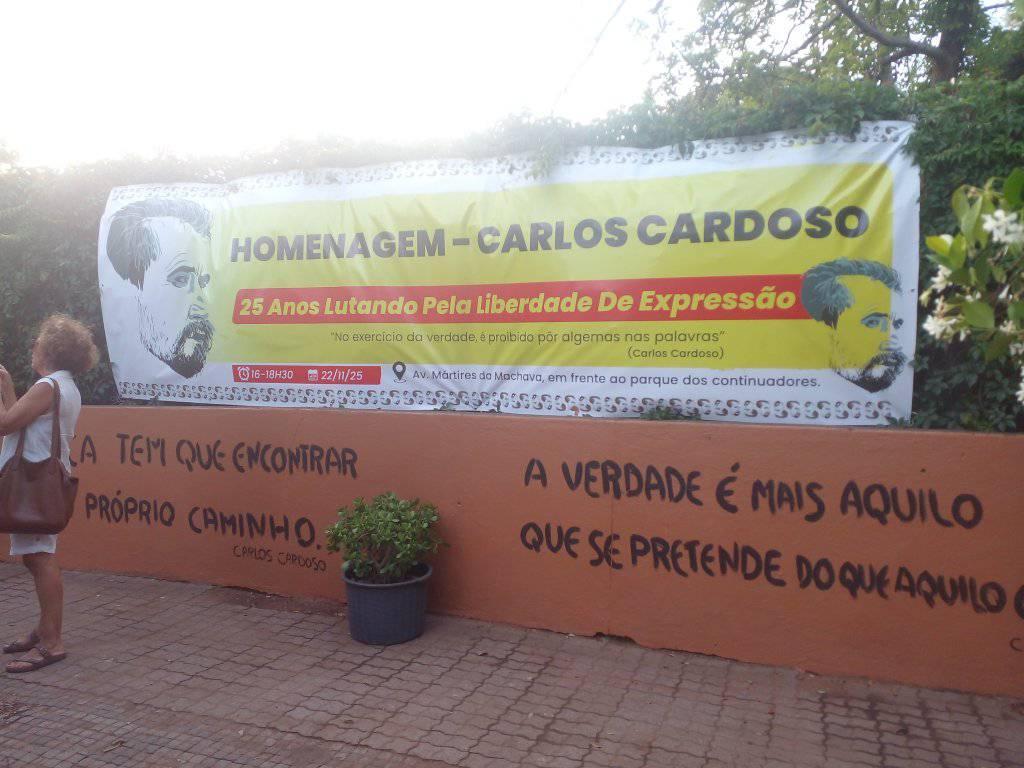 HOMENAGEM – CARLOS CARDOSO
25 Anos Lutando Pela Liberdade De Expressão
“No exercício da verdade, é proibido pôr algemas nas palavras”
(Carlos Cardoso)
16-18H30 22/11/25 Av. Mártires da Machava, em frente ao parque dos continuadores.
TEM QUE ENCONTRAR
PRÓPRIO CAMINHO.
CARLOS CARDOSO
A VERDADE É MAIS AQUILO
QUE SE PRETENDE DO QUE AQUILO